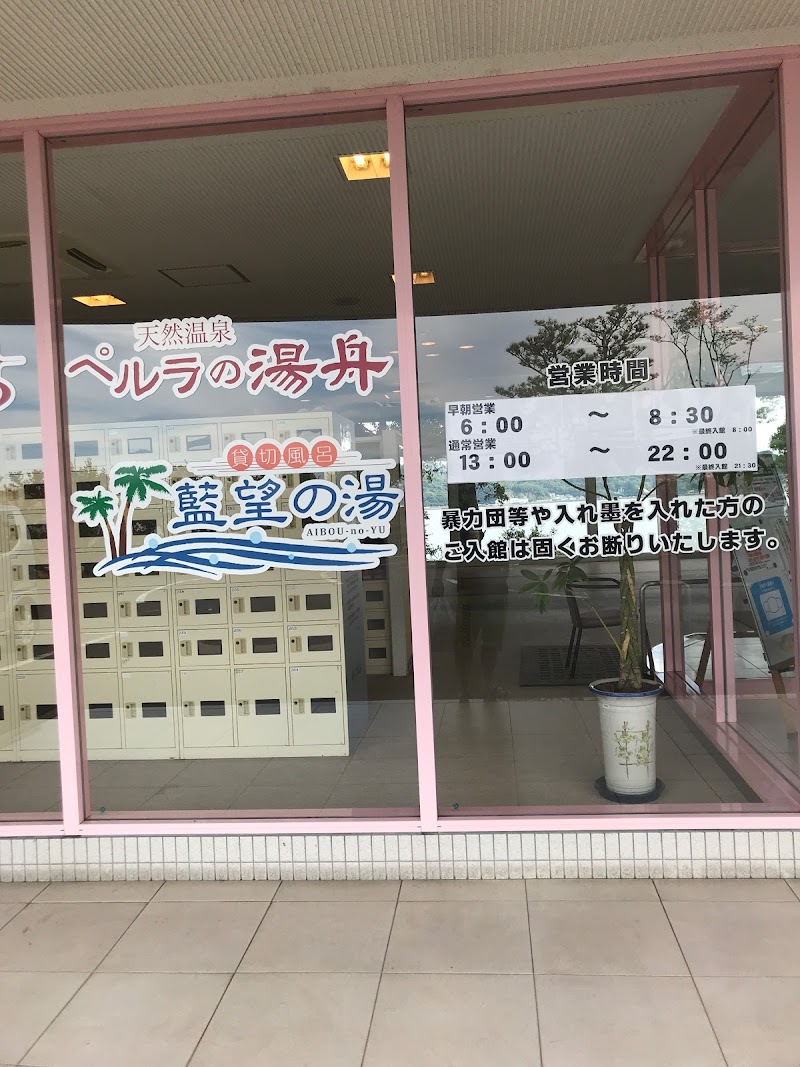 天然温泉
ペルラの湯舟
貸切風呂
藍望の湯
AIBOU-no-YU
営業時間
早朝営業
6:00 ～ 8:30
※最終入館 8:00
通常営業
13:00 ～ 22:00
※最終入館 21:30
暴力団等や入れ墨を入れた方の
ご入館は固くお断りいたします。